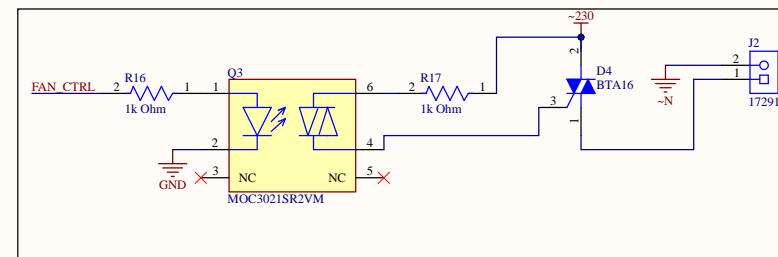 ~230
J2
Q3
R16
R17
D4
BTA16
FAN_CTRL
2
1
1
6
2
1
2
3
1
2
1
1k Ohm
1k Ohm
17291
~N
2
4
GND
3
NC
NC
5
MOC3021SR2VM